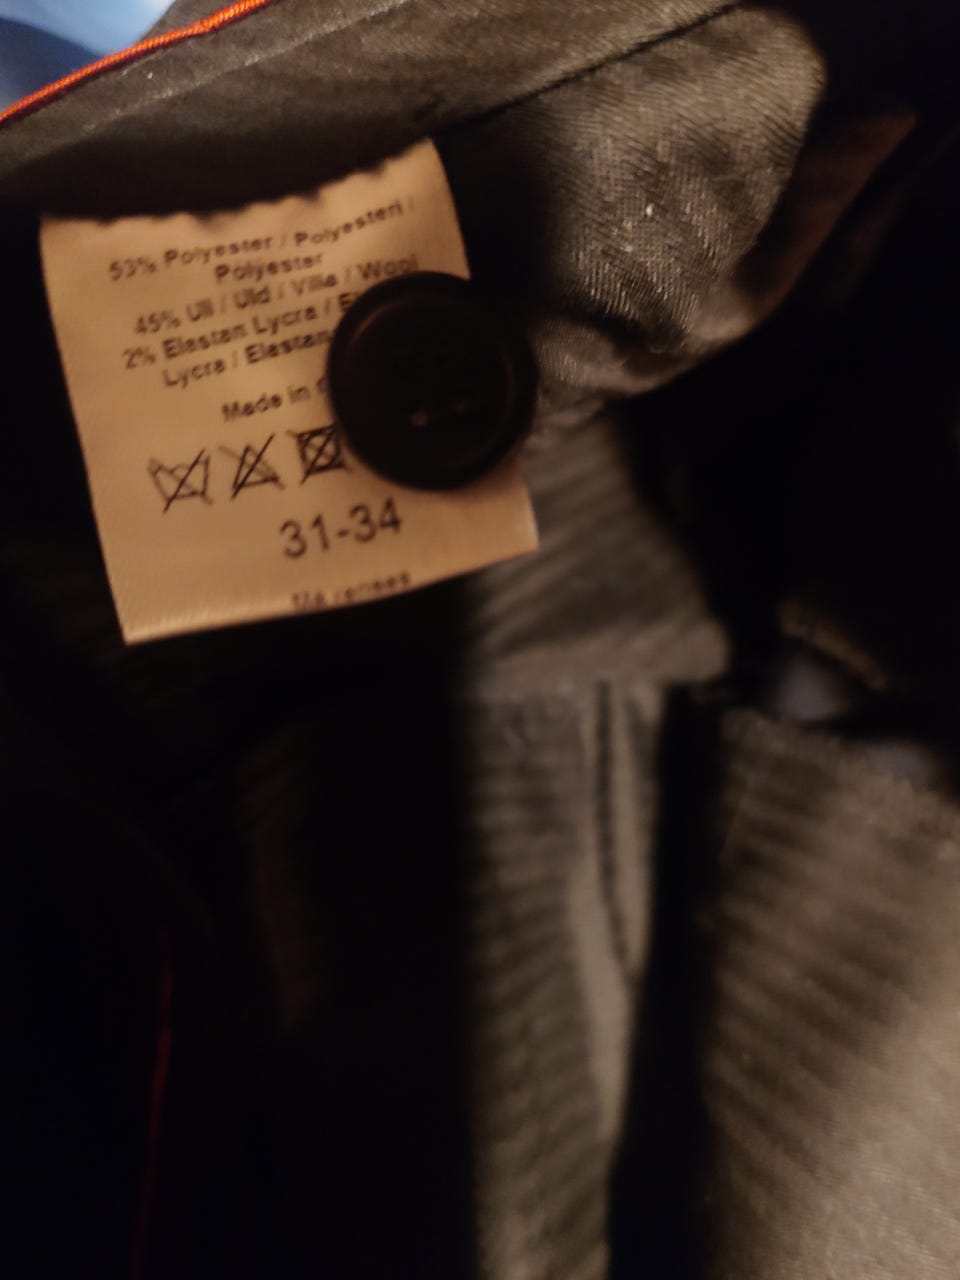 53% Polyester / Polyesteri /
Polyester
45% Ull / Uld / Villa / Wool
2% Elastan Lycra /
Lycra / Elastan
Made in
31-34